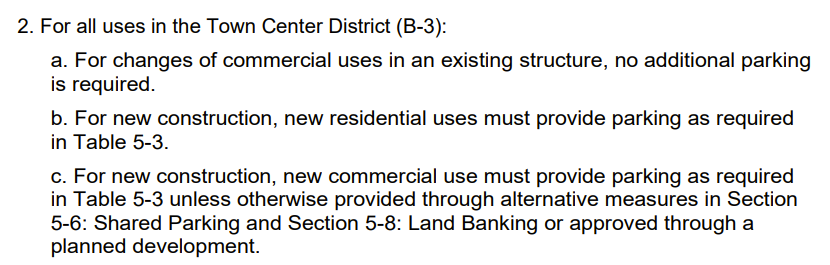 2. For all uses in the Town Center District (B-3):
a. For changes of commercial uses in an existing structure, no additional parking
is required.
b. For new construction, new residential uses must provide parking as required
in Table 5-3.
c. For new construction, new commercial use must provide parking as required
in Table 5-3 unless otherwise provided through alternative measures in Section
5-6: Shared Parking and Section 5-8: Land Banking or approved through a
planned development.